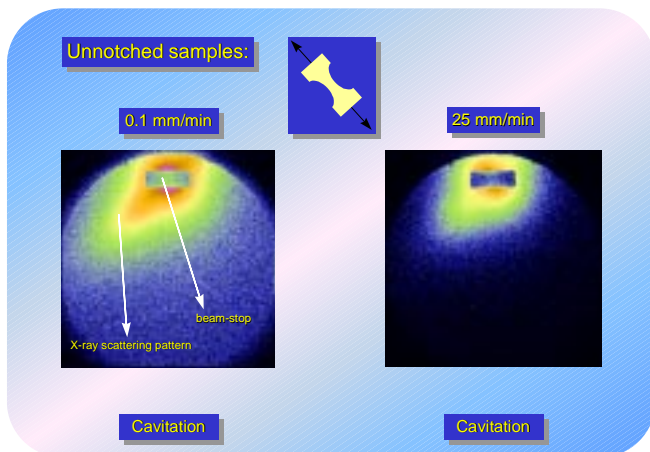 Unnotched samples:
0.1 mm/min
25 mm/min
beam-stop
X-ray scattering pattern
Cavitation
Cavitation